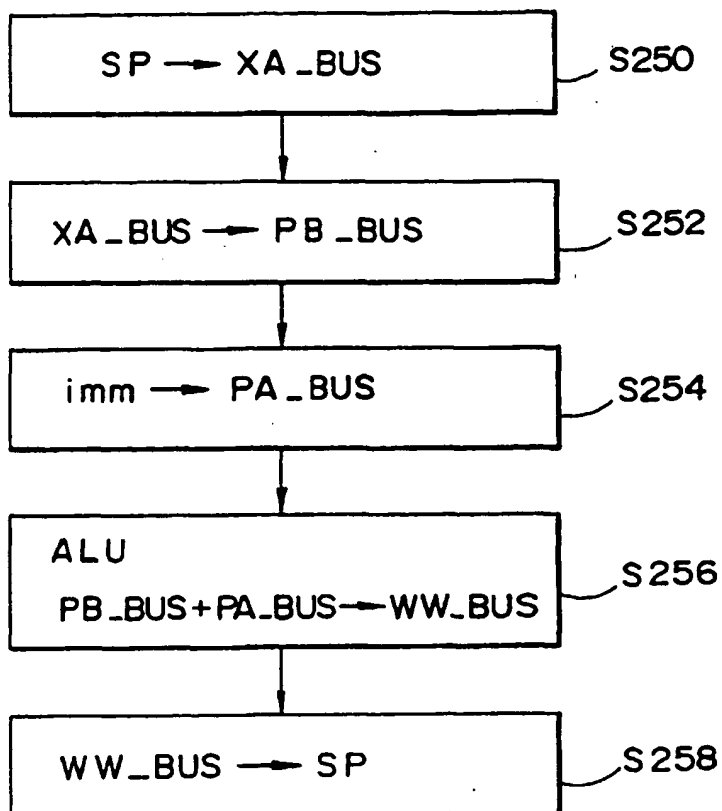 SP → XA_BUS
S250
XA_BUS → PB_BUS
S252
imm → PA_BUS
S254
ALU
PB_BUS+PA_BUS→WW_BUS
S256
WW_BUS → SP
S258